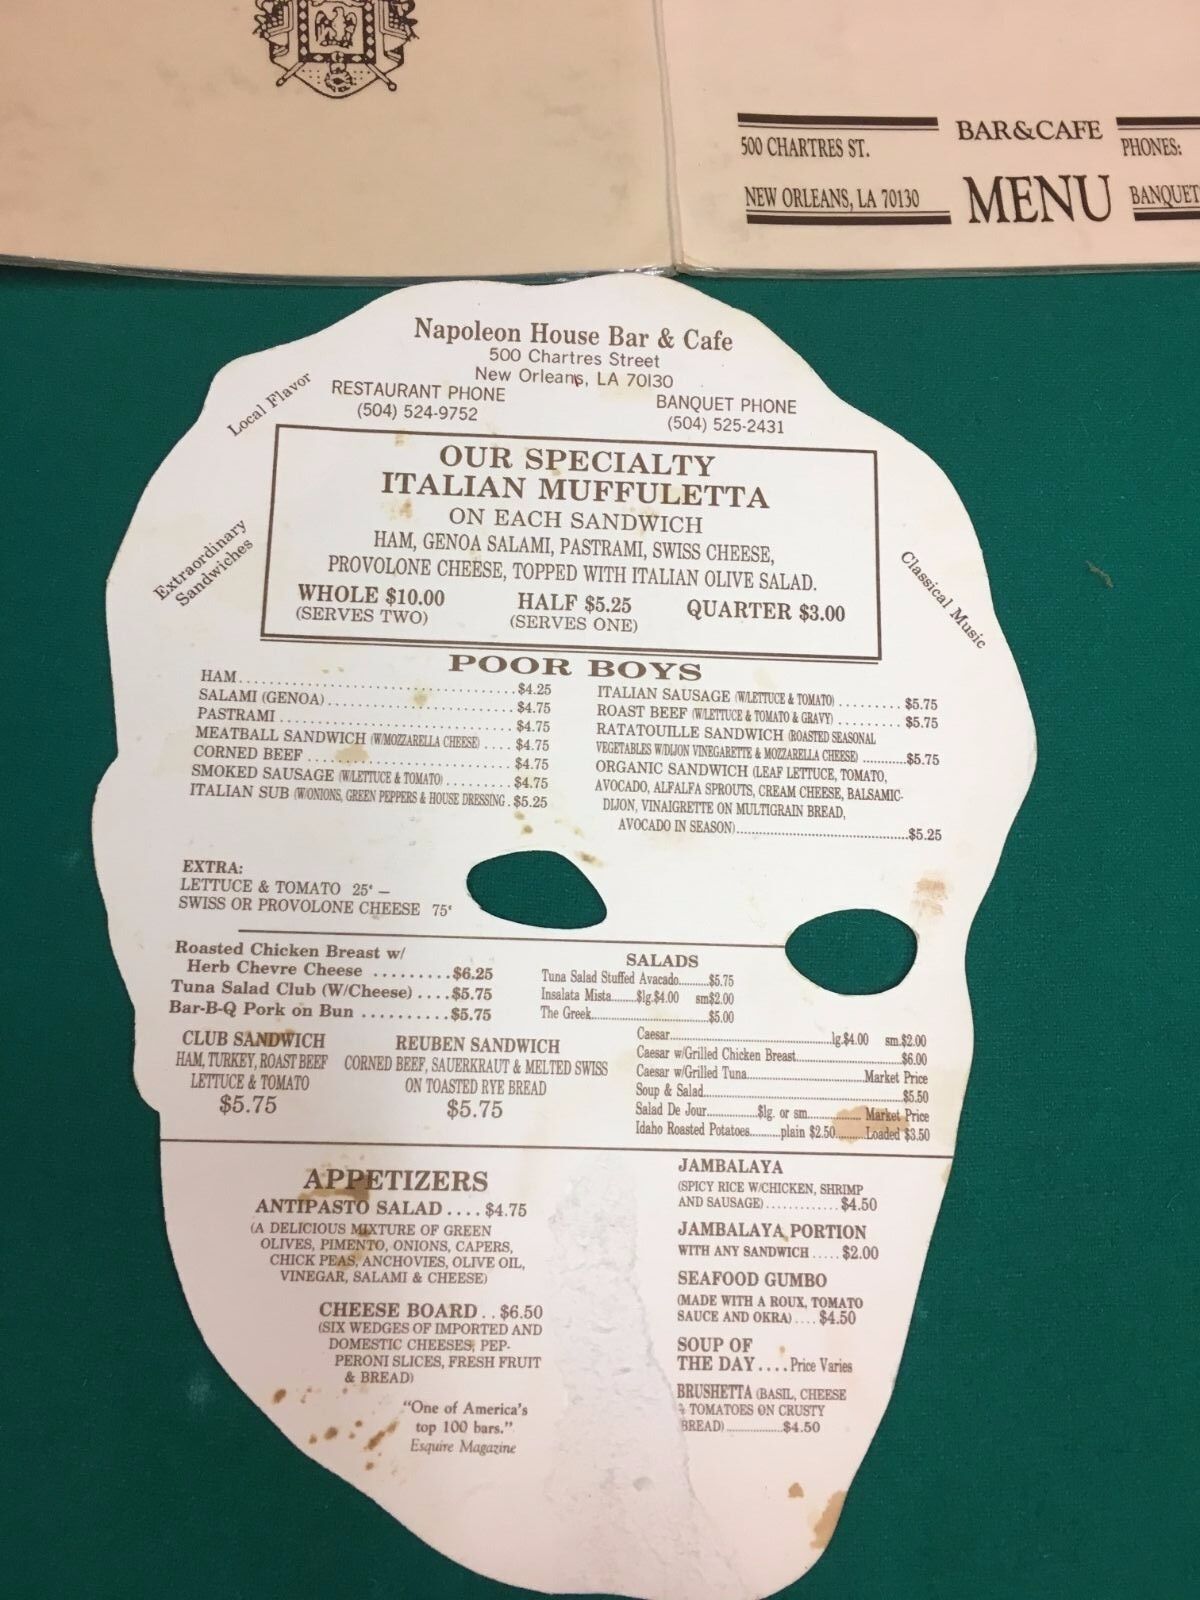 500 CHARTRES ST.
NEW ORLEANS, LA 70130
BAR&CAFE
MENU
PHONES:
BANQUET
Napoleon House Bar & Cafe
500 Chartres Street
New Orleans, LA 70130
RESTAURANT PHONE
(504) 524-9752
BANQUET PHONE
(504) 525-2431
Local Flavor
Extraordinary
Sandwiches
Classical Music
OUR SPECIALTY
ITALIAN MUFFULETTA
ON EACH SANDWICH
HAM, GENOA SALAMI, PASTRAMI, SWISS CHEESE,
PROVOLONE CHEESE, TOPPED WITH ITALIAN OLIVE SALAD.
WHOLE $10.00 HALF $5.25 QUARTER $3.00
(SERVES TWO) (SERVES ONE)
POOR BOYS
HAM..............................$4.25
SALAMI (GENOA)....................$4.75
PASTRAMI.........................$4.75
MEATBALL SANDWICH (W/MOZZARELLA CHEESE) .... $4.75
CORNED BEEF ......................$4.75
SMOKED SAUSAGE (W/LETTUCE & TOMATO) .........$4.75
ITALIAN SUB (W/ONIONS, GREEN PEPPERS & HOUSE DRESSING . $5.25
ITALIAN SAUSAGE (W/LETTUCE & TOMATO) ......... $5.75
ROAST BEEF (W/LETTUCE & TOMATO & GRAVY) ......... $5.75
RATATOUILLE SANDWICH (ROASTED SEASONAL
VEGETABLES W/DIJON VINEGARETTE & MOZZARELLA CHEESE) ...........$5.75
ORGANIC SANDWICH (LEAF LETTUCE, TOMATO,
AVOCADO, ALFALFA SPROUTS, CREAM CHEESE, BALSAMIC-
DIJON, VINAIGRETTE ON MULTIGRAIN BREAD,
AVOCADO IN SEASON)...........................................$5.25
EXTRA:
LETTUCE & TOMATO 25¢ –
SWISS OR PROVOLONE CHEESE 75¢
Roasted Chicken Breast w/
Herb Chevre Cheese .........$6.25
Tuna Salad Club (W/Cheese) ....$5.75
Bar-B-Q Pork on Bun ..........$5.75
CLUB SANDWICH
HAM, TURKEY, ROAST BEEF
LETTUCE & TOMATO
$5.75
REUBEN SANDWICH
CORNED BEEF, SAUERKRAUT & MELTED SWISS
ON TOASTED RYE BREAD
$5.75
SALADS
Tuna Salad Stuffed Avacado..........$5.75
Insalata Mista........$lg.$4.00 sm$2.00
The Greek.....................................$5.00
Caesar.................................................lg.$4.00 sm.$2.00
Caesar w/Grilled Chicken Breast................................$6.00
Caesar w/Grilled Tuna....................................Market Price
Soup & Salad............................................................$5.50
Salad De Jour................$lg. or sm................. Market Price
Idaho Roasted Potatoes..........plain $2.50..........Loaded $3.50
APPETIZERS
ANTIPASTO SALAD .... $4.75
(A DELICIOUS MIXTURE OF GREEN
OLIVES, PIMENTO, ONIONS, CAPERS,
CHICK PEAS, ANCHOVIES, OLIVE OIL,
VINEGAR, SALAMI & CHEESE)
CHEESE BOARD . . $6.50
(SIX WEDGES OF IMPORTED AND
DOMESTIC CHEESES, PEP-
PERONI SLICES, FRESH FRUIT
& BREAD)
"One of America's
top 100 bars."
Esquire Magazine
JAMBALAYA
(SPICY RICE W/CHICKEN, SHRIMP
AND SAUSAGE) ............. $4.50
JAMBALAYA PORTION
WITH ANY SANDWICH ..... $2.00
SEAFOOD GUMBO
(MADE WITH A ROUX, TOMATO
SAUCE AND OKRA) .... $4.50
SOUP OF
THE DAY .... Price Varies
BRUSHETTA (BASIL, CHEESE
& TOMATOES ON CRUSTY
BREAD) .................$4.50